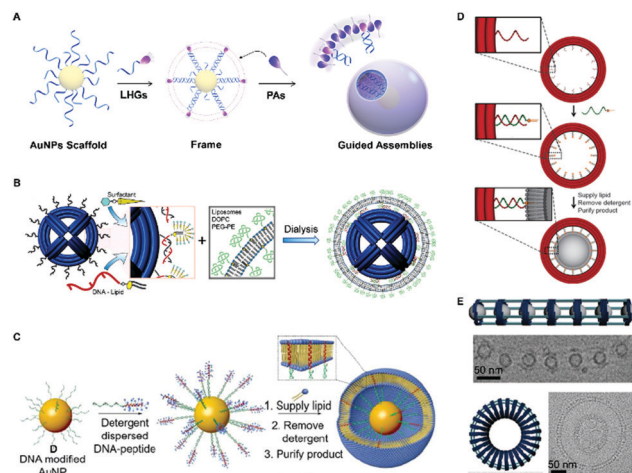 A
LHGs
PAs
AuNPs Scaffold
Frame
Guided Assemblies
B
Surfactant
DNA - Lipid
Liposomes
DOPC
PEG-PE
Dialysis
C
D
DNA modified
AuNP
Detergent
dispersed
DNA-peptide
1. Supply lipid
2. Remove
detergent
3. Purify product
D
Supply lipid
Remove detergent
Purify product
E
50 nm
50 nm